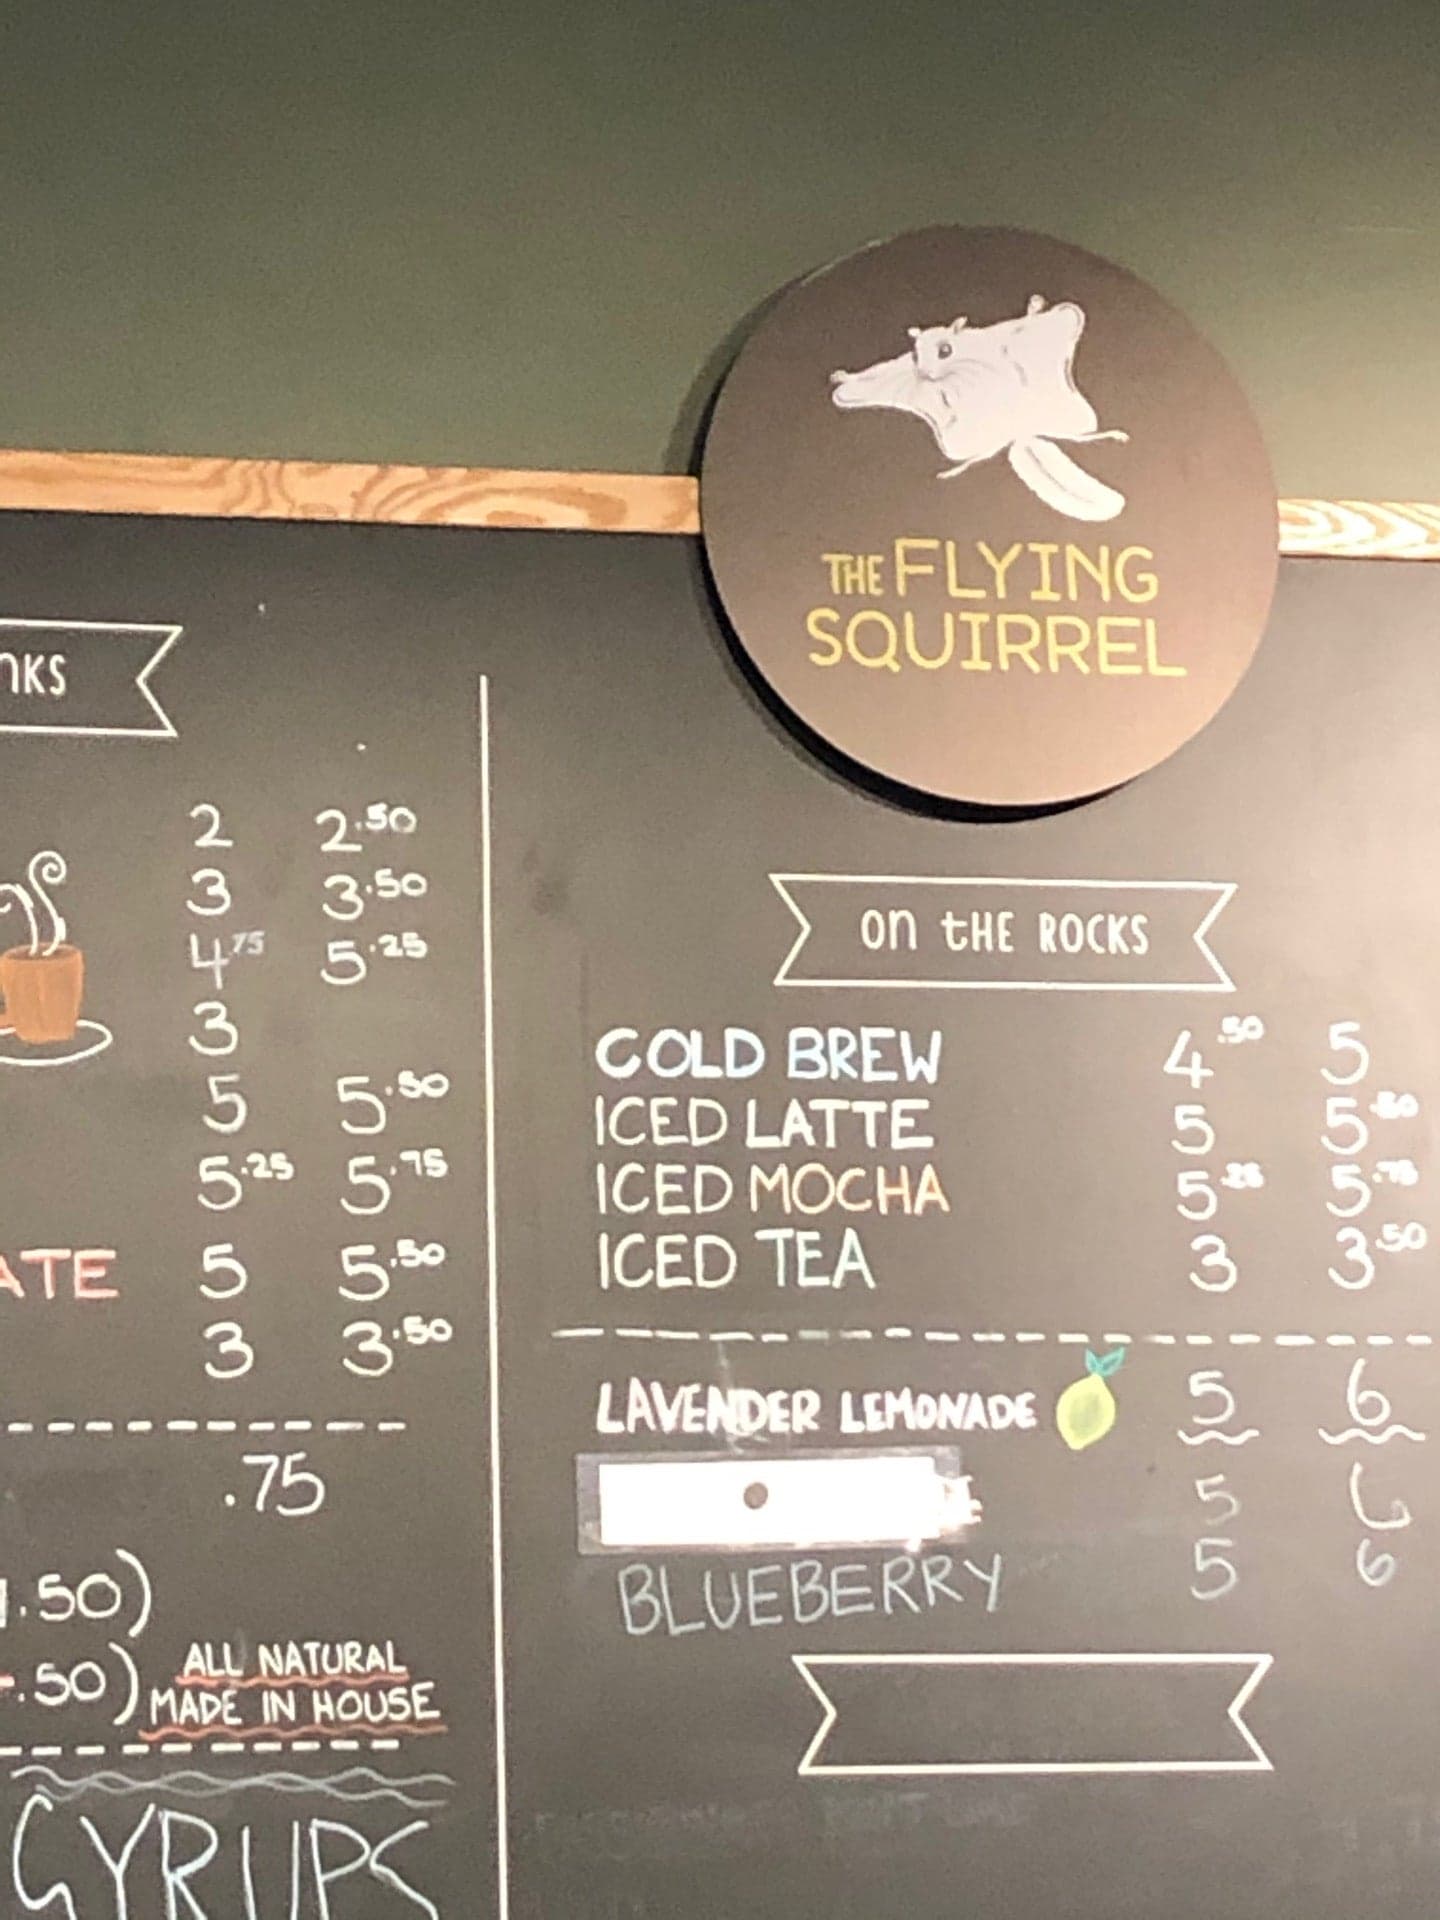 THE FLYING
SQUIRREL
NKS
2 2.50
3 3.50
4.75 5.25
3
5 5.50
5.25 5.75
ATE 5 5.50
3 3.50
.75
1.50)
.50) ALL NATURAL
MADE IN HOUSE
SYRUPS
On tHE ROCKS
COLD BREW 4.50 5
ICED LATTE 5 5.50
ICED MOCHA 5.25 5.75
ICED TEA 3 3.50
LAVENDER LEMONADE 5 6
5 6
BLUEBERRY 5 6